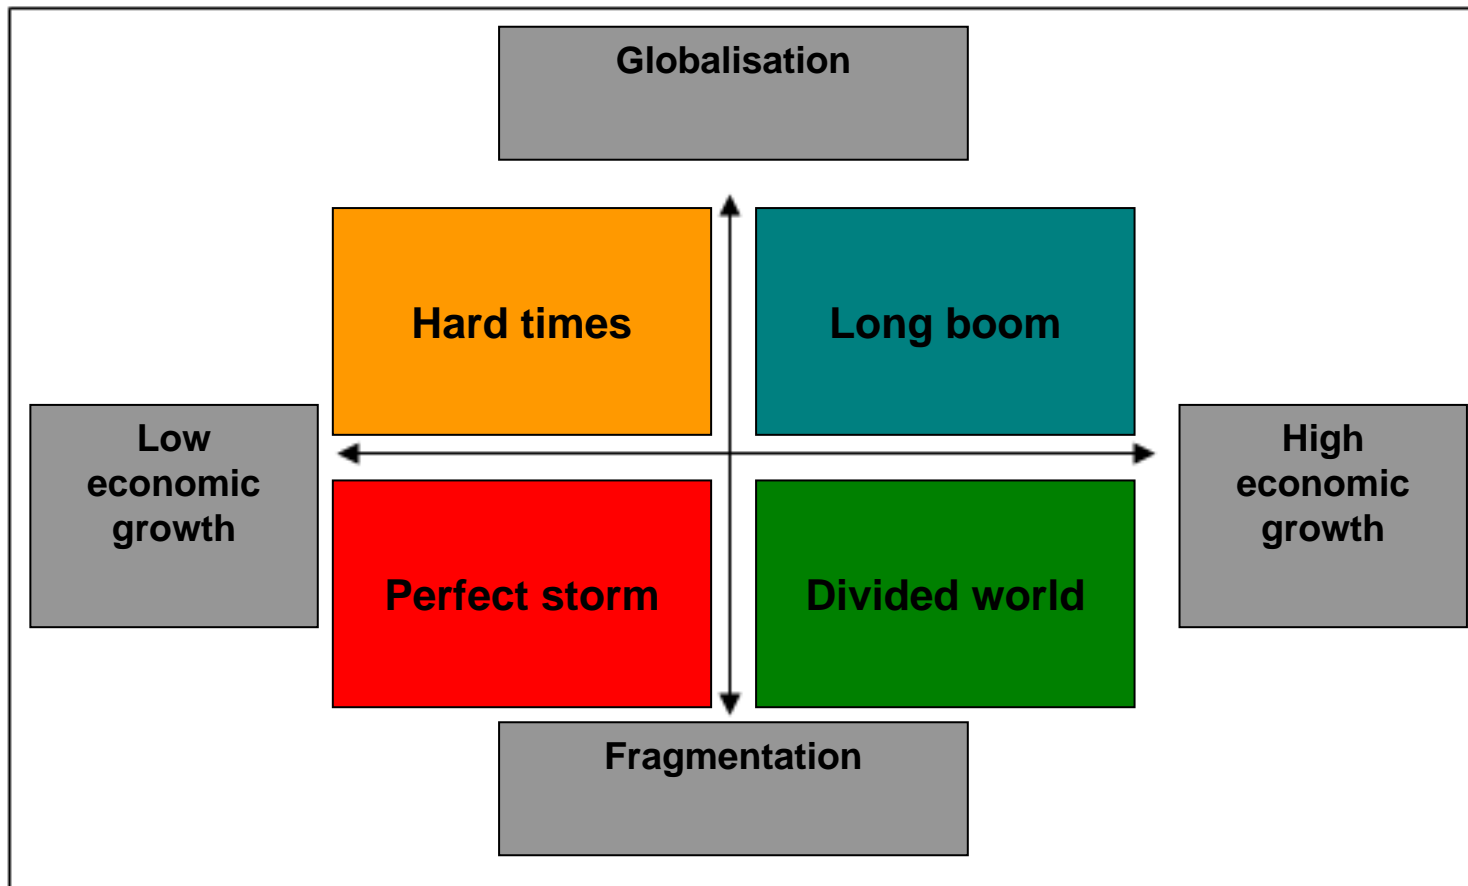 Globalisation
Hard times
Long boom
Low
economic
growth
High
economic
growth
Perfect storm
Divided world
Fragmentation